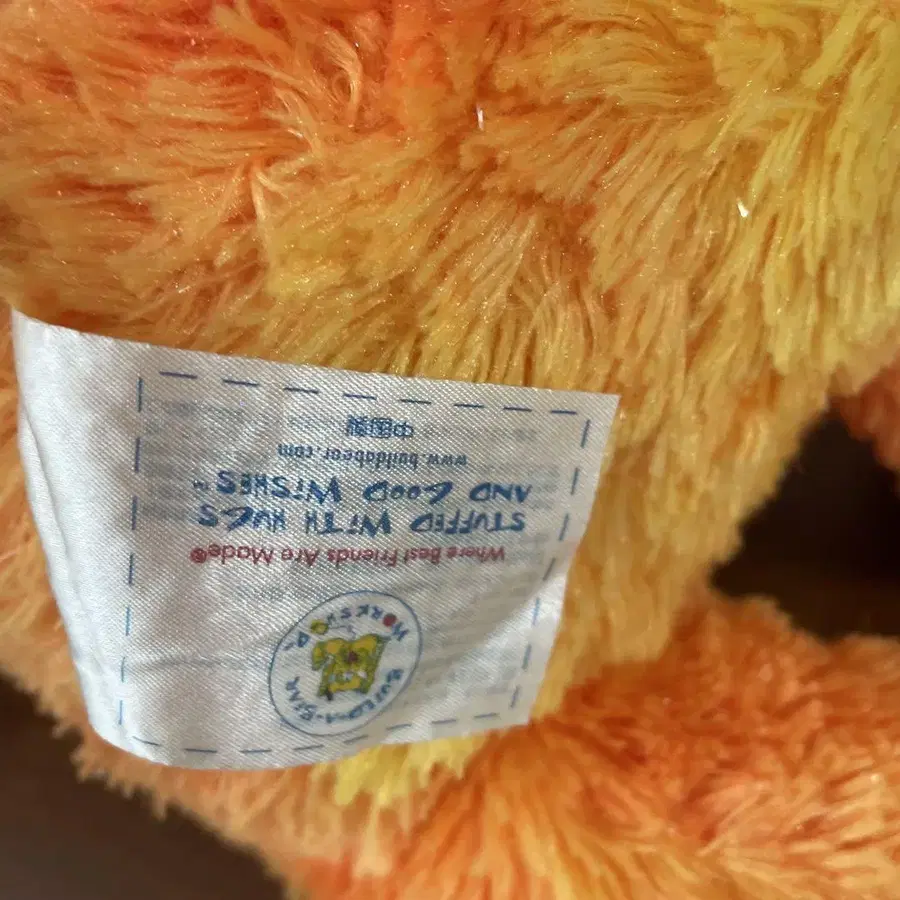 BUILD-A-BEAR
WORKSHOP®
Where Best Friends Are Made®
STUFFED WITH HUGS
AND GOOD WISHES™
www.buildabear.com
中国製